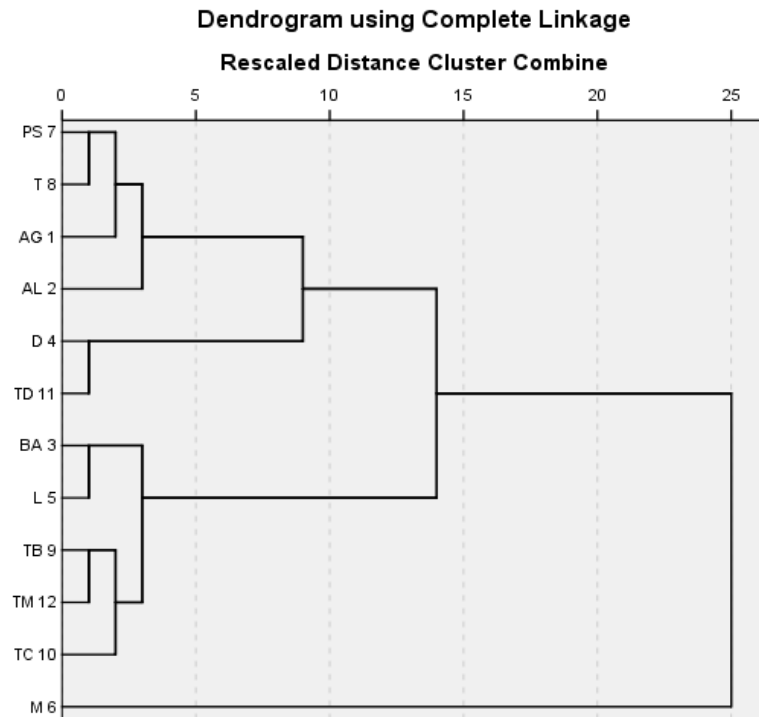 Dendrogram using Complete Linkage
Rescaled Distance Cluster Combine
0 5 10 15 20 25
PS 7
T 8
AG 1
AL 2
D 4
TD 11
BA 3
L 5
TB 9
TM 12
TC 10
M 6